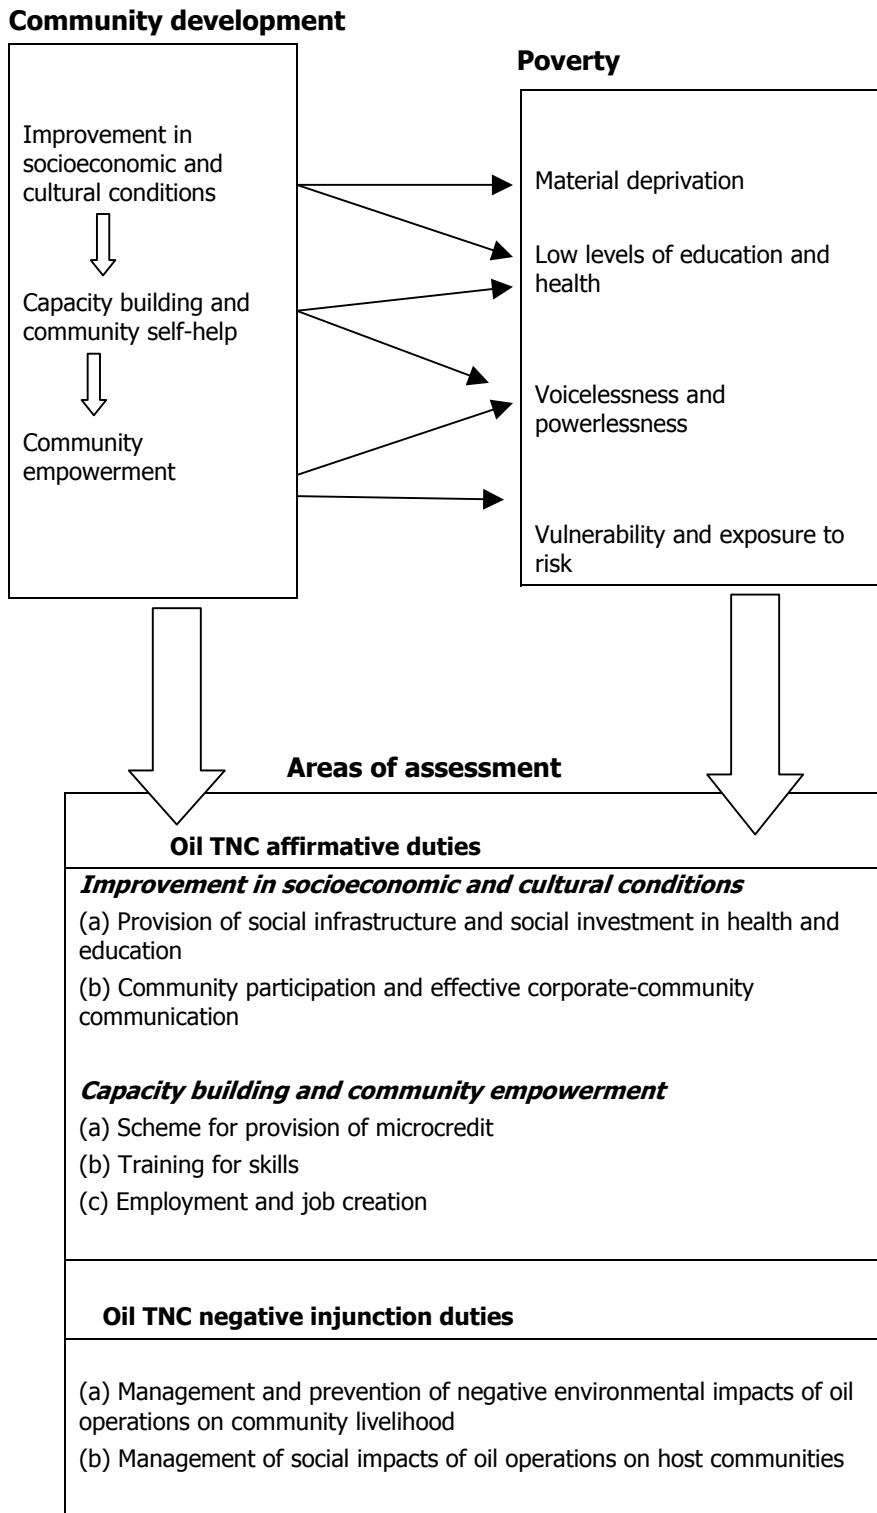 Community development
Improvement in
socioeconomic and
cultural conditions
Capacity building and
community self-help
Community
empowerment
Poverty
Material deprivation
Low levels of education and
health
Voicelessness and
powerlessness
Vulnerability and exposure to
risk
Areas of assessment
Oil TNC affirmative duties
Improvement in socioeconomic and cultural conditions
(a) Provision of social infrastructure and social investment in health and
education
(b) Community participation and effective corporate-community
communication
Capacity building and community empowerment
(a) Scheme for provision of microcredit
(b) Training for skills
(c) Employment and job creation
Oil TNC negative injunction duties
(a) Management and prevention of negative environmental impacts of oil
operations on community livelihood
(b) Management of social impacts of oil operations on host communities